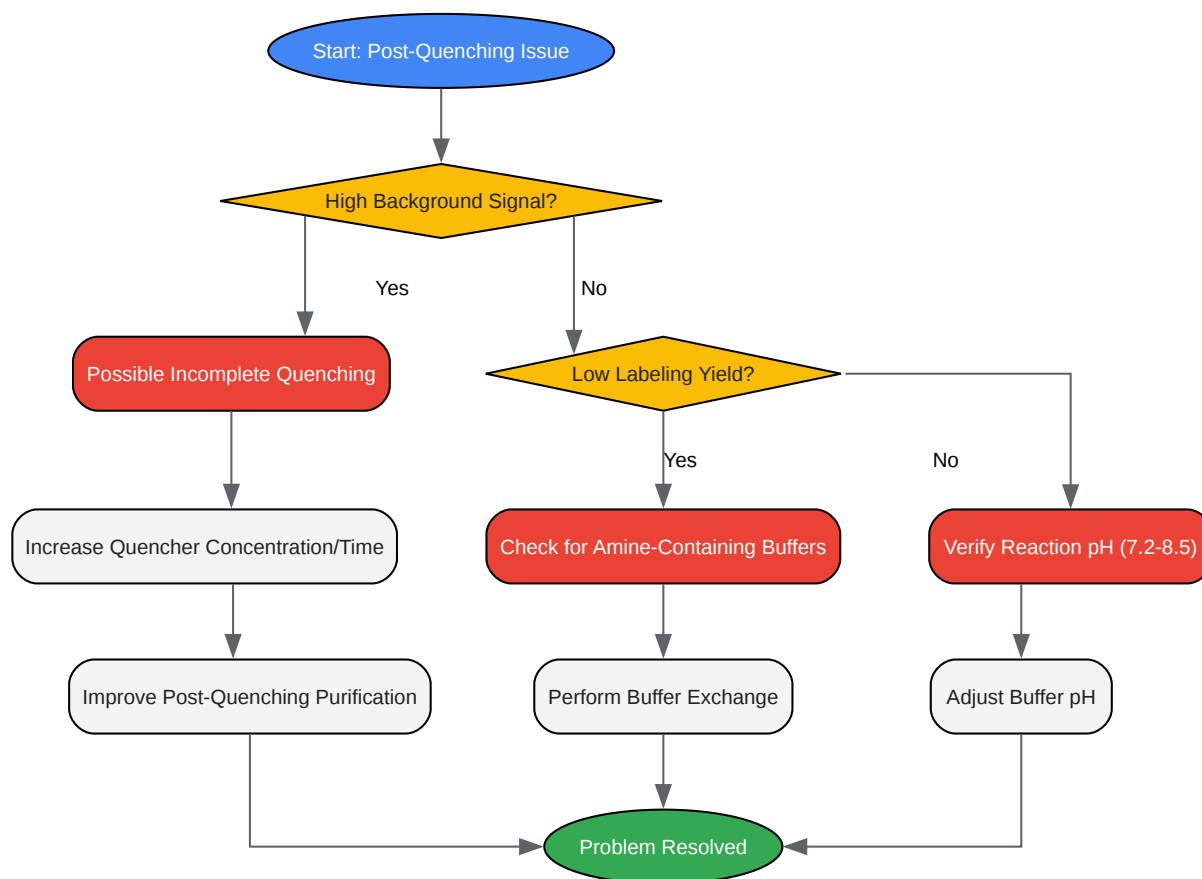 Start: Post-Quenching Issue
High Background Signal?
Yes
No
Possible Incomplete Quenching
Low Labeling Yield?
Yes
No
Increase Quencher Concentration/Time
Check for Amine-Containing Buffers
Verify Reaction pH (7.2-8.5)
Improve Post-Quenching Purification
Perform Buffer Exchange
Adjust Buffer pH
Problem Resolved